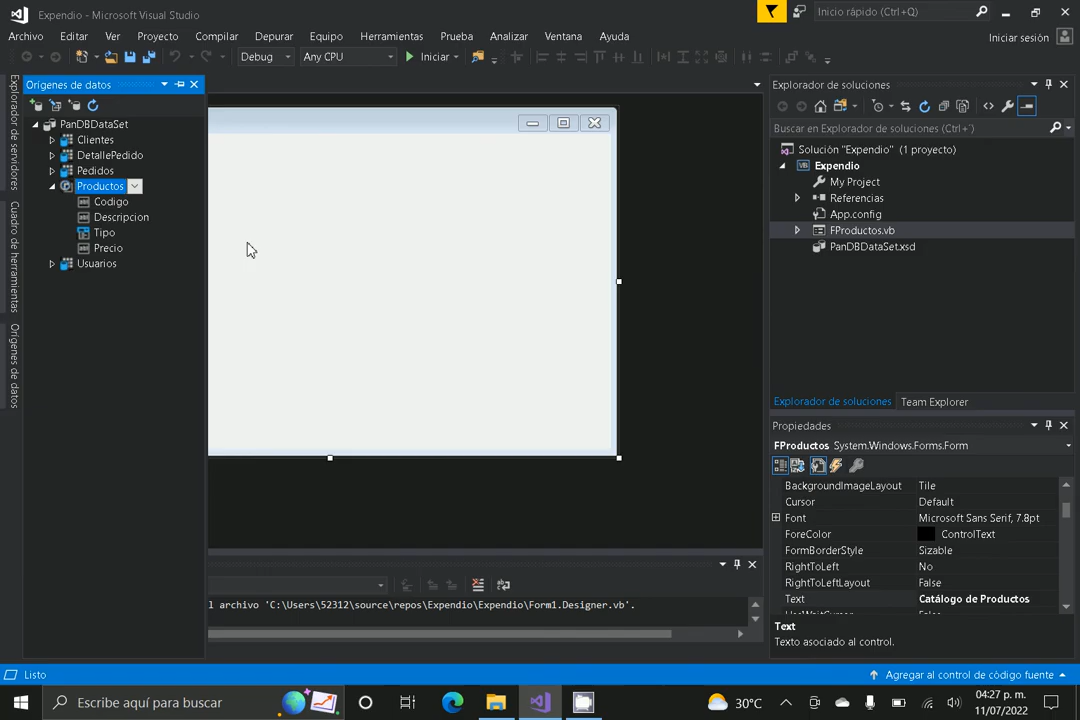 Expendio - Microsoft Visual Studio
Inicio rápido (Ctrl+Q)
Archivo Editar Ver Proyecto Compilar Depurar Equipo Herramientas Prueba Analizar Ventana Ayuda
Iniciar sesión
Debug Any CPU Iniciar
Orígenes de datos
PanDBDataSet
Clientes
DetallePedido
Pedidos
Productos
Codigo
Descripcion
Tipo
Precio
Usuarios
Explorador de servidores
Cuadro de herramientas
Orígenes de datos
Explorador de soluciones
Buscar en Explorador de soluciones (Ctrl+´)
Solución "Expendio" (1 proyecto)
VB Expendio
My Project
Referencias
App.config
FProductos.vb
PanDBDataSet.xsd
Explorador de soluciones Team Explorer
Propiedades
FProductos System.Windows.Forms.Form
BackgroundImageLayout Tile
Cursor Default
Font Microsoft Sans Serif, 7.8pt
ForeColor ControlText
FormBorderStyle Sizable
RightToLeft No
RightToLeftLayout False
Text Catálogo de Productos
UseWaitCursor False
Text
Texto asociado al control.
l archivo 'C:\Users\52312\source\repos\Expendio\Expendio\Form1.Designer.vb'.
Listo
Agregar al control de código fuente
Escribe aquí para buscar
30°C
04:27 p. m.
11/07/2022